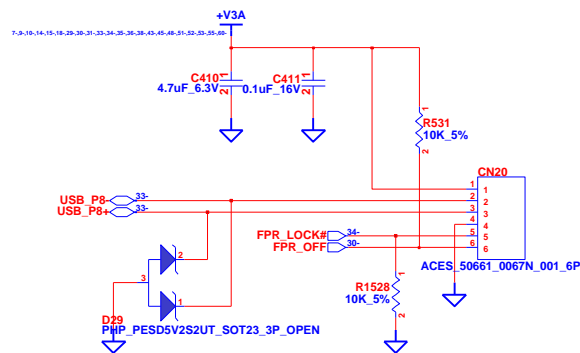 +V3A
7-,9-,10-,14-,15-,18-,29-,30-,31-,33-,34-,35-,36-,38-,43-,45-,48-,51-,52-,53-,55-,60-
1
C410
4.7uF_6.3V
2
1
C411
0.1uF_16V
2
1
R531
10K_5%
2
CN20
1 1
USB_P8- 33- 2 2
USB_P8+ 33- 3 3
4 4
FPR_LOCK# 34- 5 5
FPR_OFF 30- 6 6
ACES_50661_0067N_001_6P
2
3
1
1
R1528
10K_5%
2
D29
PHP_PESD5V2S2UT_SOT23_3P_OPEN